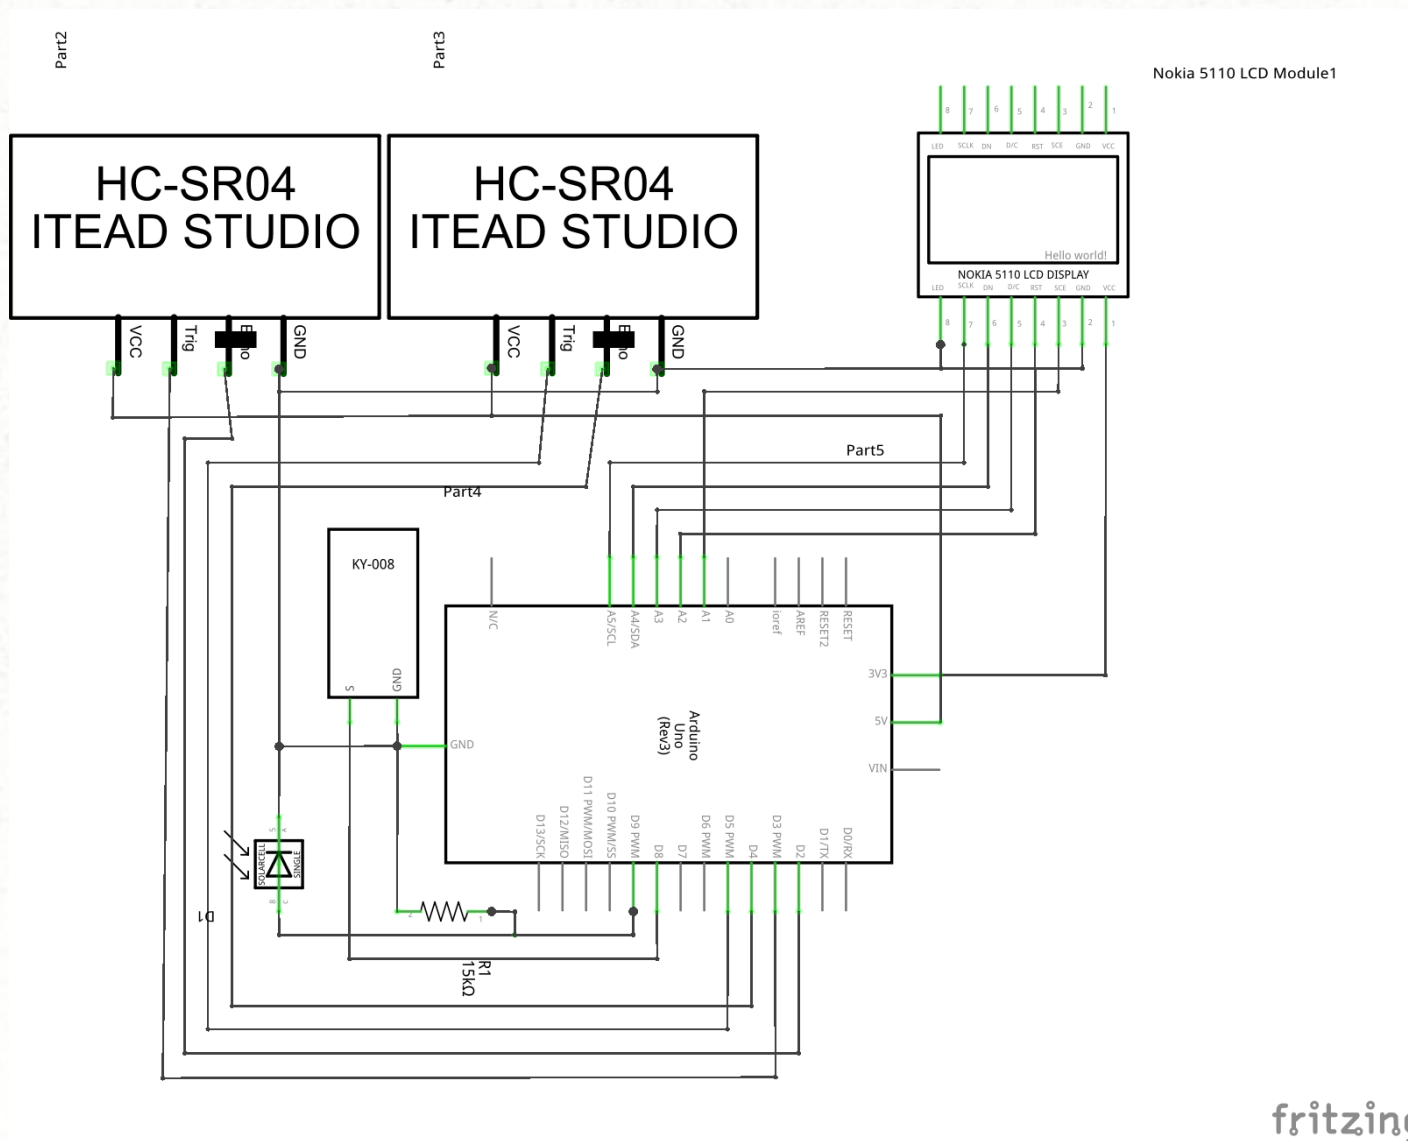 Part2
Part3
Nokia 5110 LCD Module1
8 7 6 5 4 3 2 1
LED SCLK DN D/C RST SCE GND VCC
HC-SR04
ITEAD STUDIO
HC-SR04
ITEAD STUDIO
Hello world!
NOKIA 5110 LCD DISPLAY
LED SCLK DN D/C RST SCE GND VCC
8 7 6 5 4 3 2 1
VCC
Trig
GND
VCC
Trig
GND
Part5
Part4
KY-008
S
GND
N/C
A5/SCL
A4/SDA
A3
A2
A1
A0
ioref
AREF
RESET2
RESET
3V3
5V
VIN
GND
Arduino
Uno
(Rev3)
D13/SCK
D12/MISO
D11 PWM/MOSI
D10 PWM/SS
D9 PWM
D8
D7
D6 PWM
D5 PWM
D4
D3 PWM
D2
D1/TX
D0/RX
SOLARCELL
SINGLE
D1
2
1
R1
15kΩ